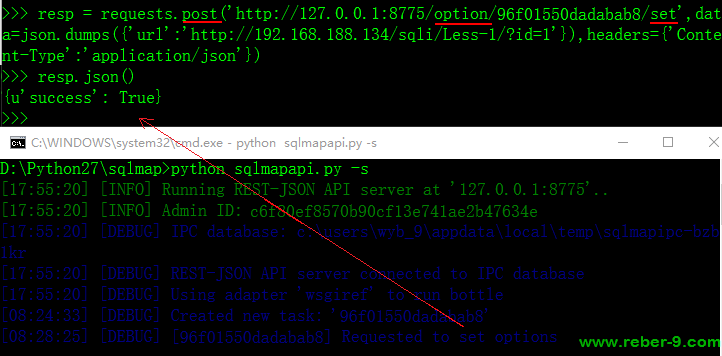 >>> resp = requests.post('http://127.0.0.1:8775/option/96f01550dadabab8/set',dat
a=json.dumps({'url':'http://192.168.188.134/sqli/Less-1/?id=1'}),headers={'Conte
nt-Type':'application/json'})
>>> resp.json()
{u'success': True}
>>>
C:\WINDOWS\system32\cmd.exe - python sqlmapapi.py -s
D:\Python27\sqlmap>python sqlmapapi.py -s
[17:55:20] [INFO] Running REST-JSON API server at '127.0.0.1:8775'..
[17:55:20] [INFO] Admin ID: c6f80ef8570b90cf13e741ae2b47634e
[17:55:20] [DEBUG] IPC database: c:\users\wyb_9\appdata\local\temp\sqlmapipc-bzb
lkr
[17:55:20] [DEBUG] REST-JSON API server connected to IPC database
[17:55:20] [DEBUG] Using adapter 'wsgiref' to run bottle
[08:24:33] [DEBUG] Created new task: '96f01550dadabab8'
[08:28:25] [DEBUG] [96f01550dadabab8] Requested to set options
www.reber-9.com